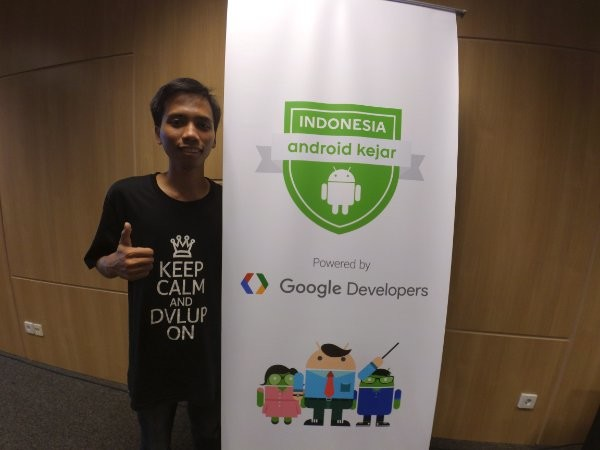 KEEP
CALM
AND
DVLUP
ON
INDONESIA
android kejar
Powered by
Google Developers